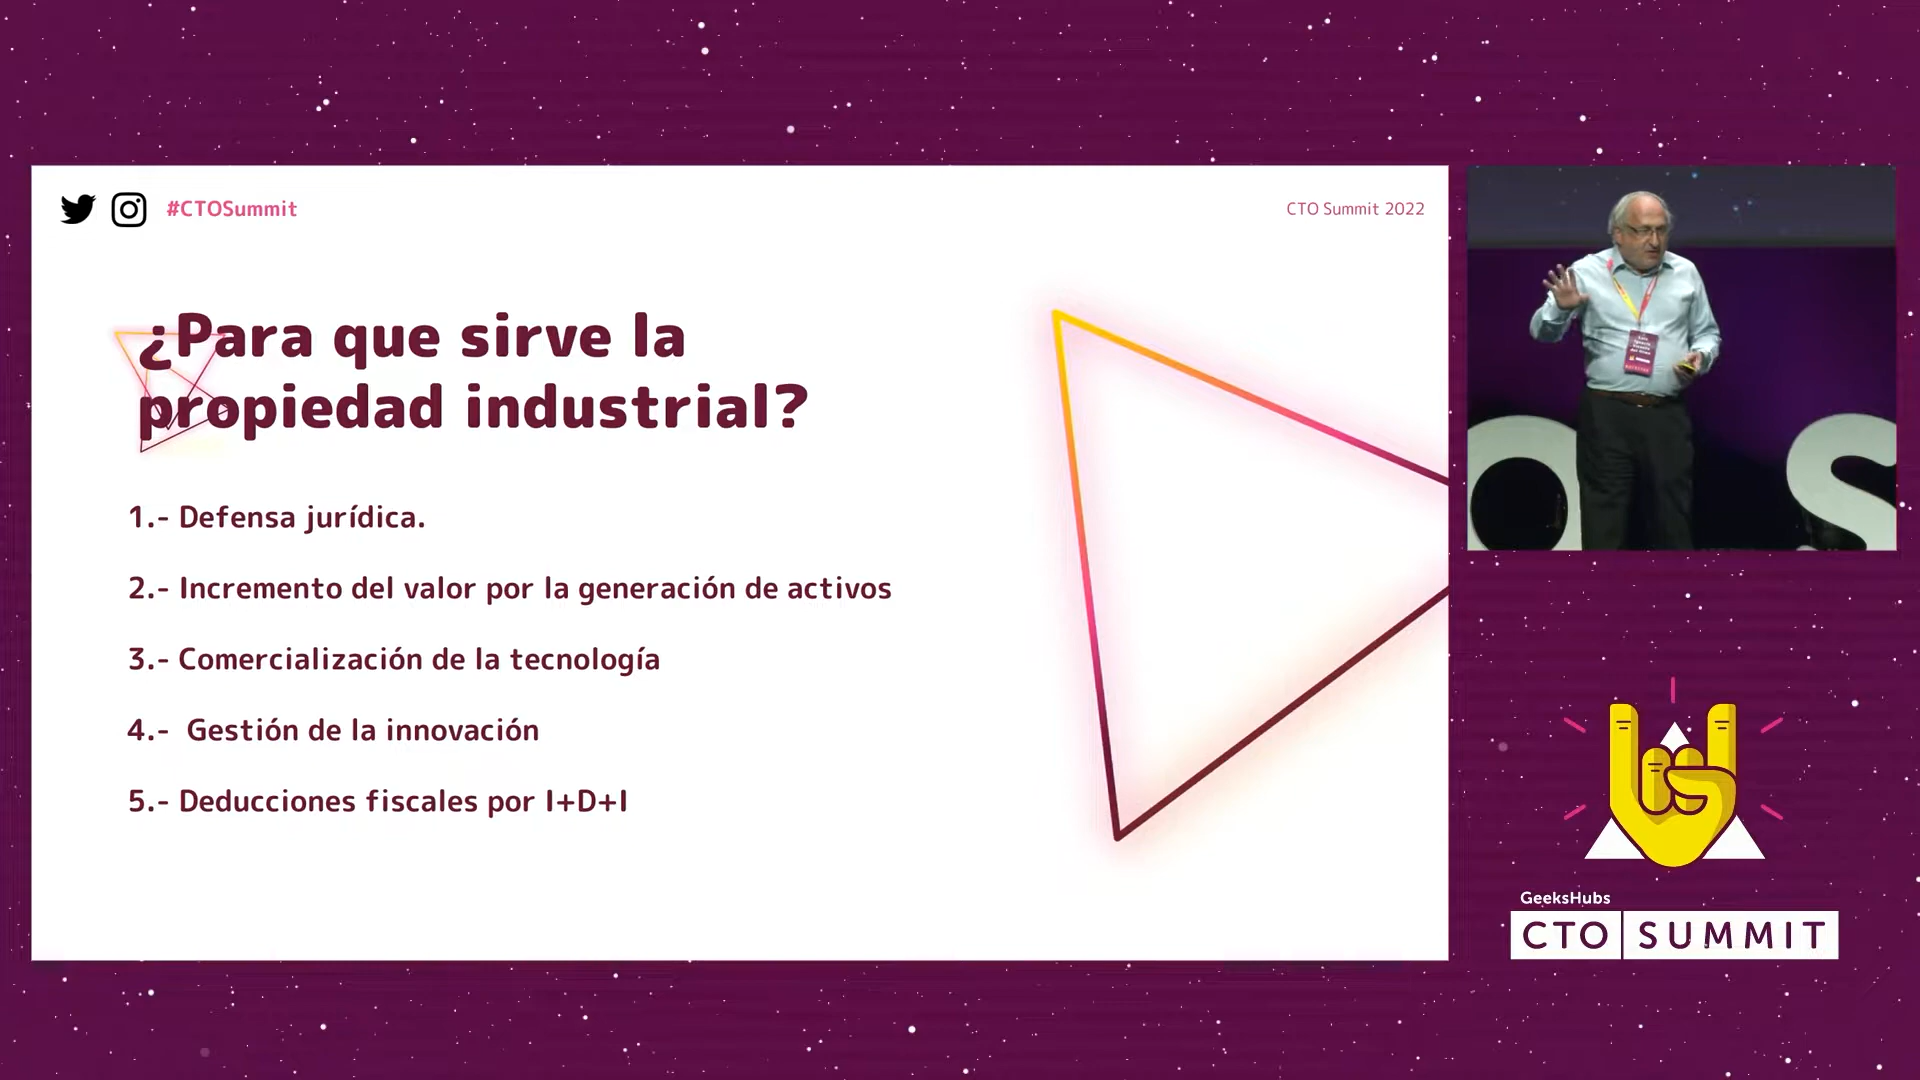 #CTOSummit
CTO Summit 2022
¿Para que sirve la
propiedad industrial?
1.- Defensa jurídica.
2.- Incremento del valor por la generación de activos
3.- Comercialización de la tecnología
4.- Gestión de la innovación
5.- Deducciones fiscales por I+D+I
GeeksHubs
CTO SUMMIT